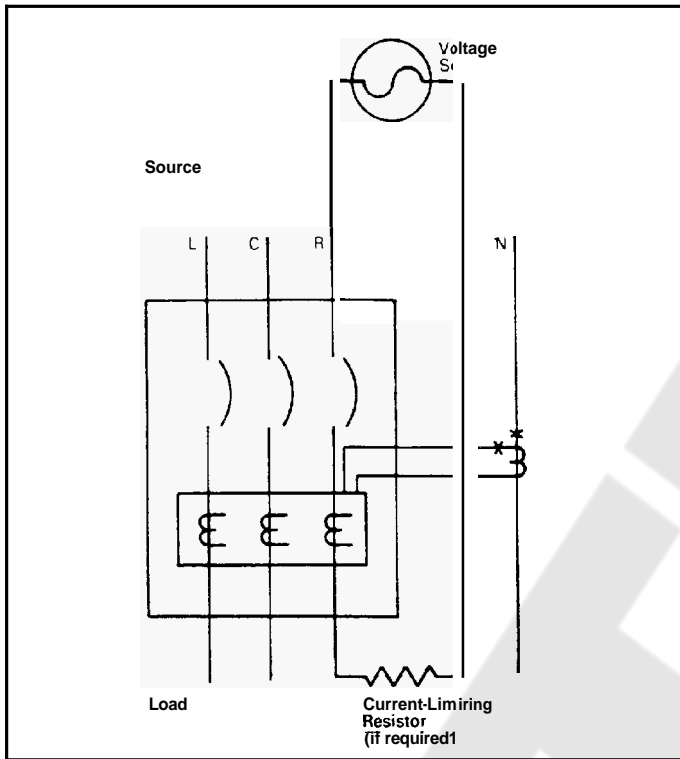 Voltage
Source
L C R N
Load
Current-Limiring
Resistor
(if required1